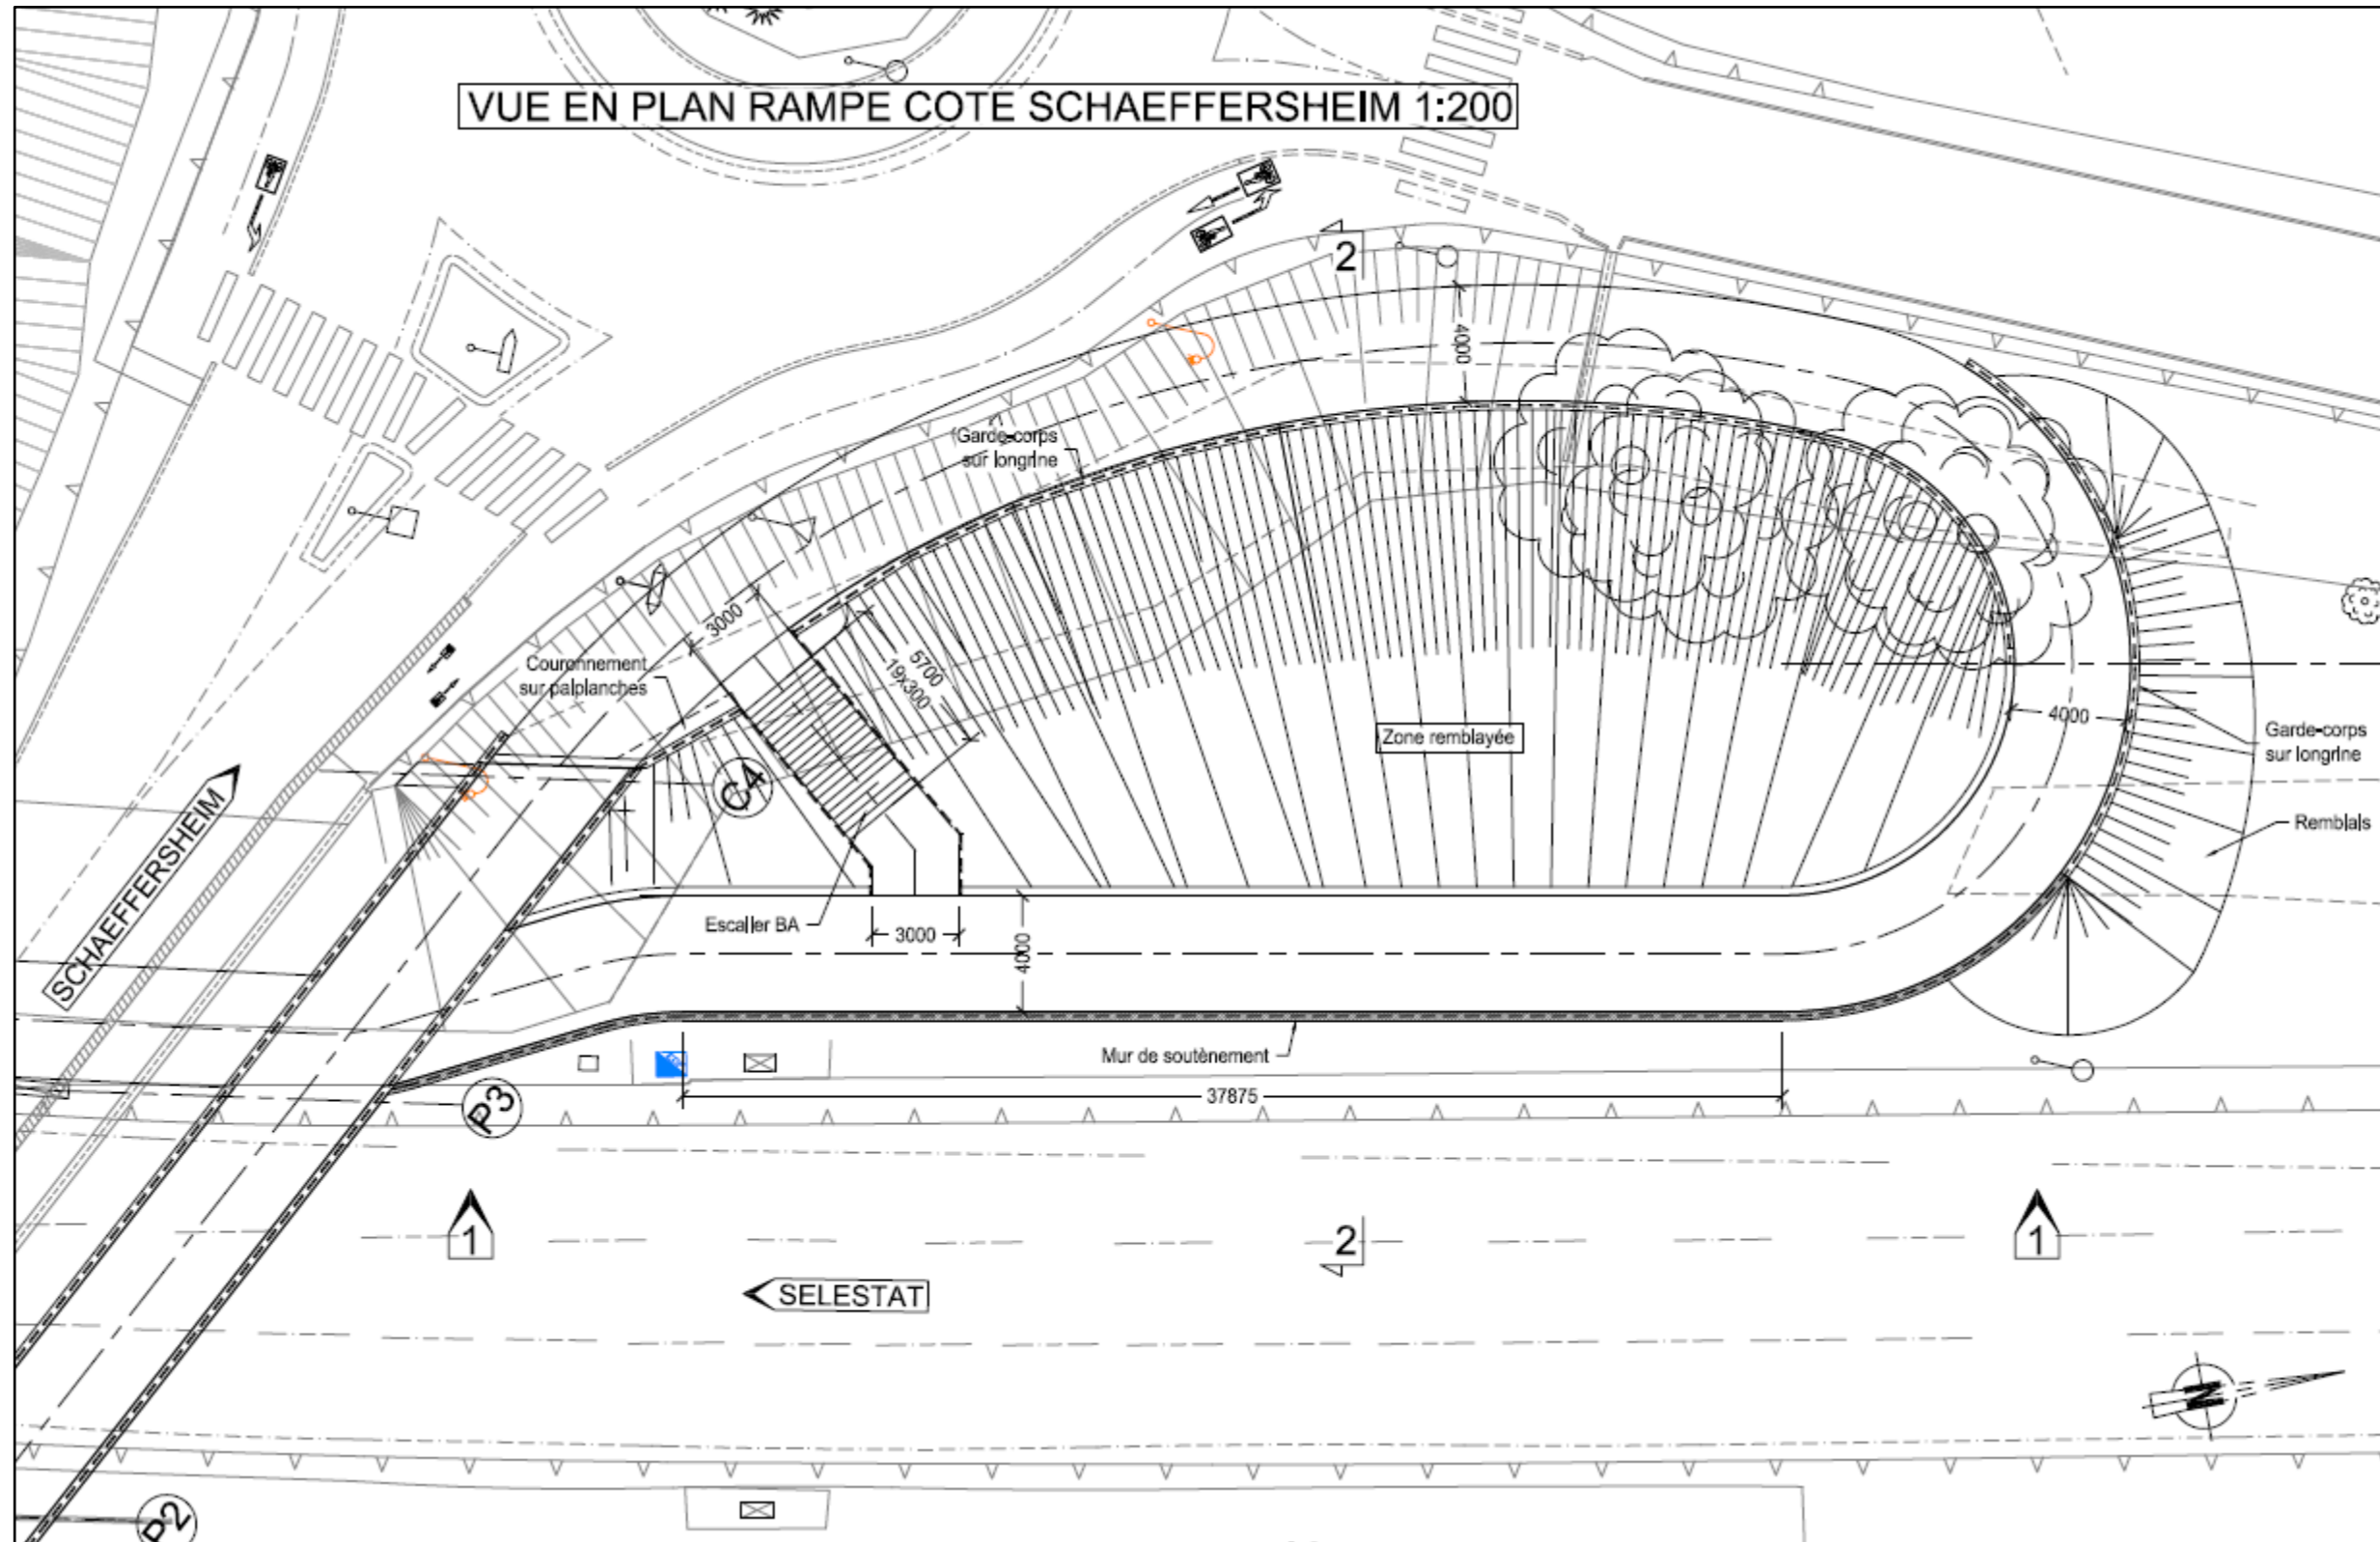 VUE EN PLAN RAMPE COTE SCHAEFFERSHEIM 1:200
2
4000
Garde-corps
sur longrine
3000
Couronnement
sur palplanches
5700
19x300
Zone remblayée
4000
Garde-corps
sur longrine
C4
SCHAEFFERSHEIM
Remblais
Escalier BA
3000
4000
Mur de soutènement
37875
P3
1
2
1
SELESTAT
N
P2